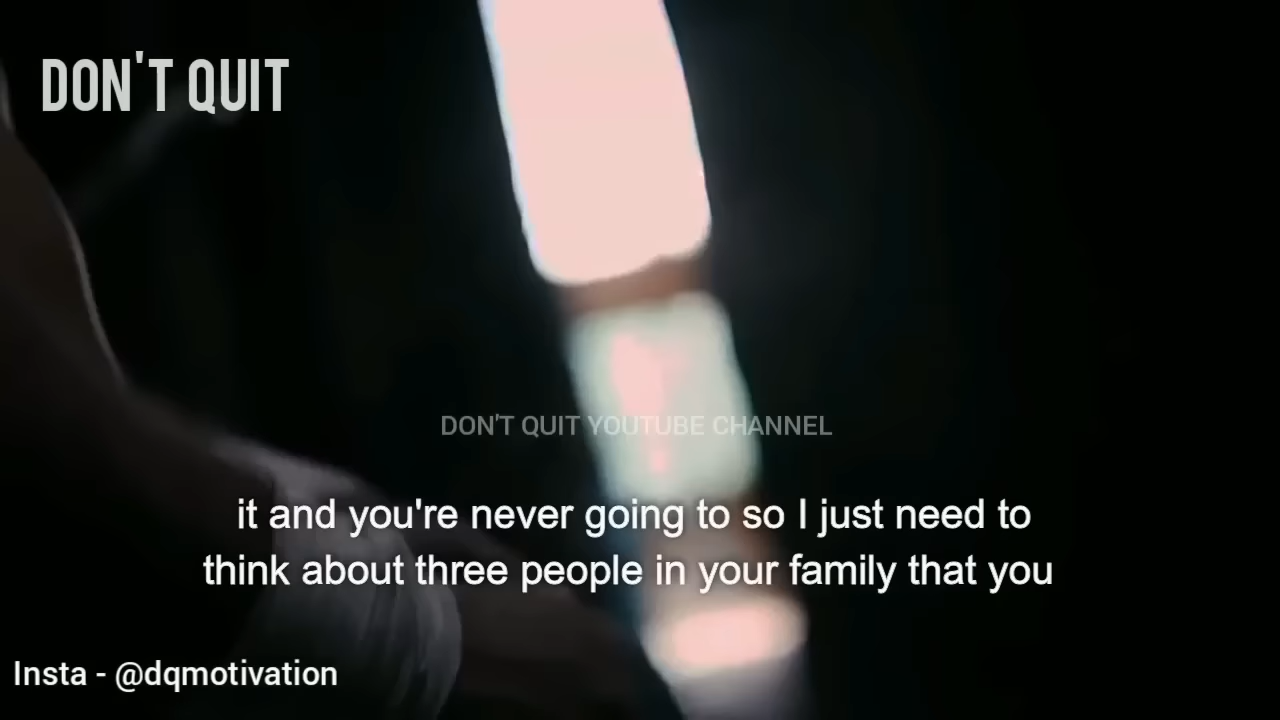 DON'T QUIT
DON'T QUIT YOUTUBE CHANNEL
it and you're never going to so I just need to
think about three people in your family that you
Insta - @dqmotivation